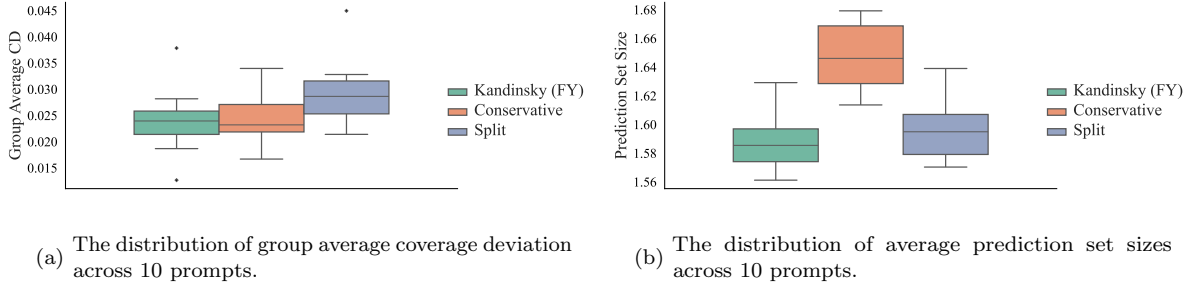 0.045
0.040
0.035
0.030
0.025
0.020
0.015
Group Average CD
Kandinsky (FY)
Conservative
Split
(a) The distribution of group average coverage deviation
across 10 prompts.
1.68
1.66
1.64
1.62
1.60
1.58
1.56
Prediction Set Size
Kandinsky (FY)
Conservative
Split
(b) The distribution of average prediction set sizes
across 10 prompts.